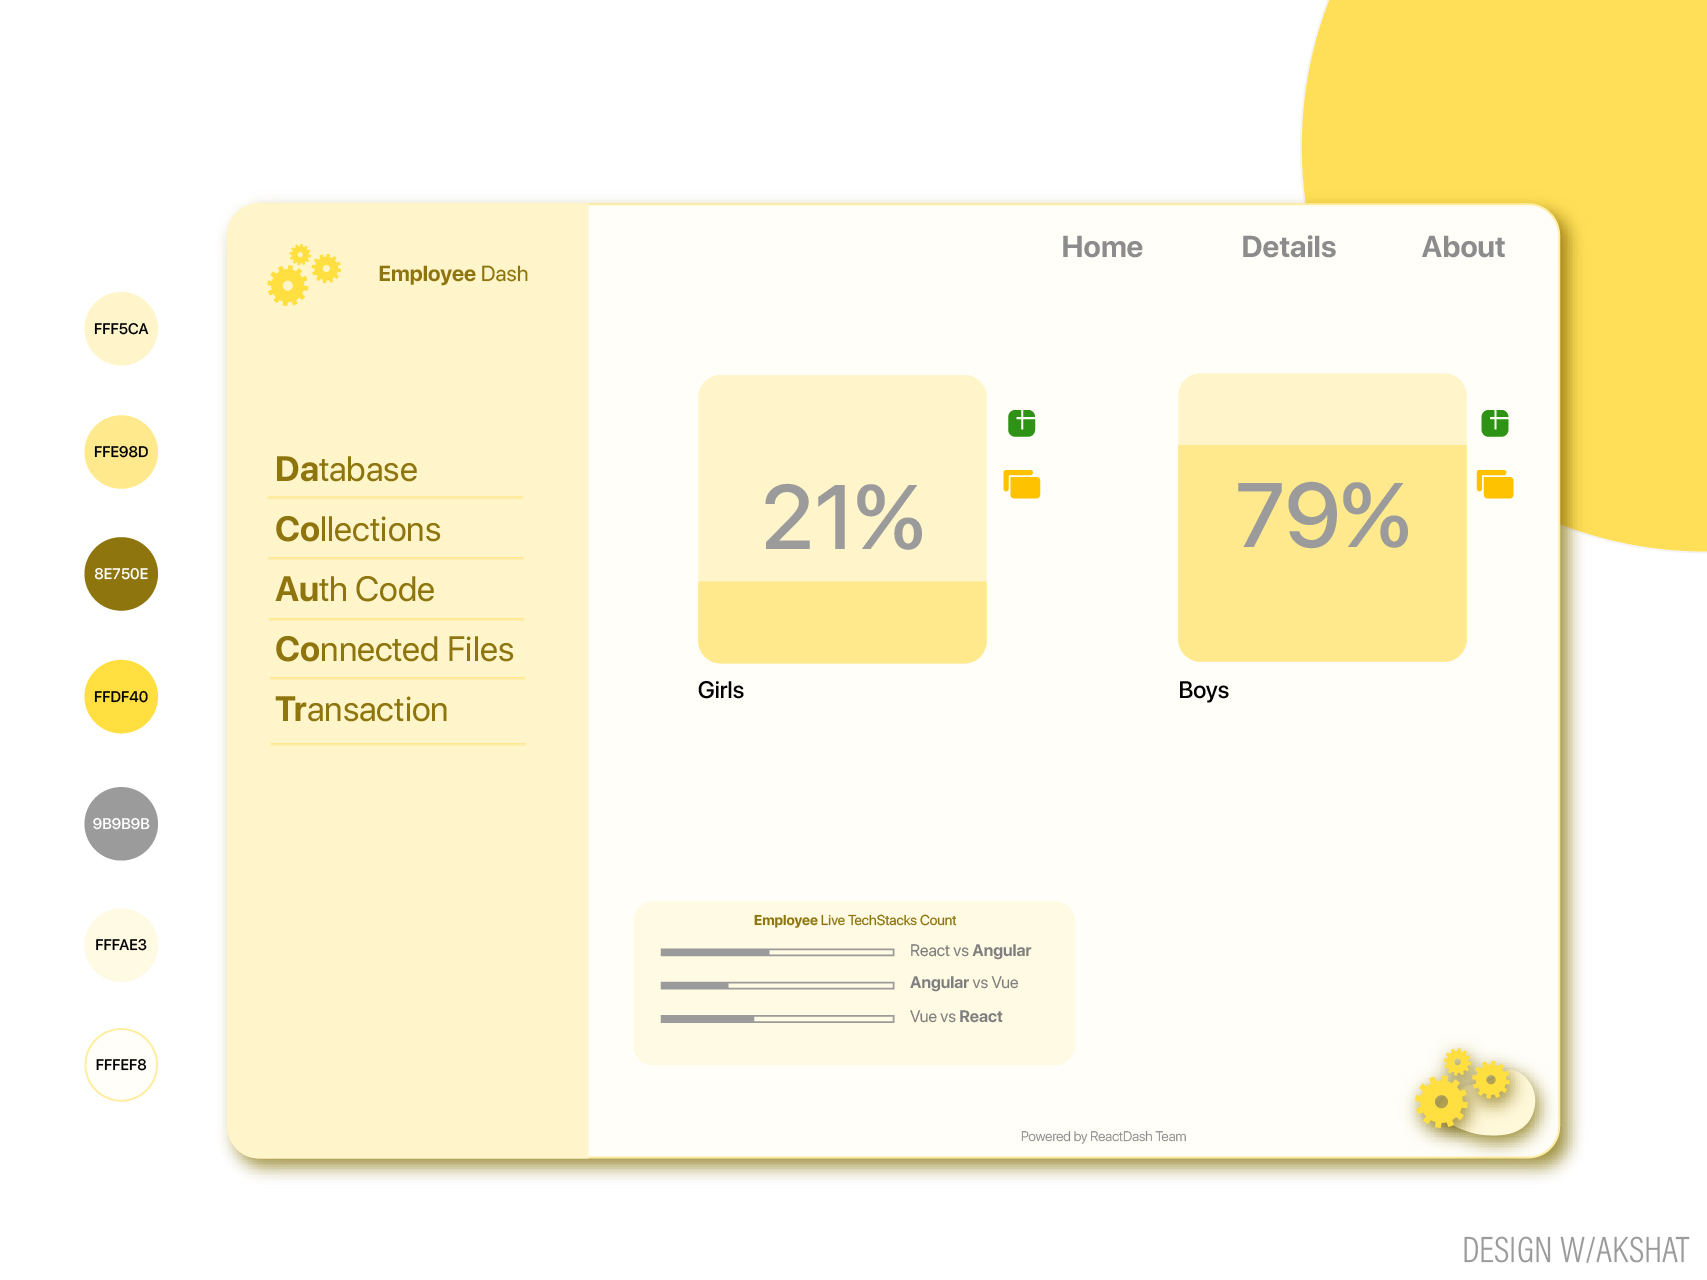 FFF5CA
FFE98D
8E750E
FFDF40
9B9B9B
FFFAE3
FFFEF8
Employee Dash
Database
Collections
Auth Code
Connected Files
Transaction
Home Details About
21%
Girls
79%
Boys
Employee Live TechStacks Count
React vs Angular
Angular vs Vue
Vue vs React
Powered by ReactDash Team
DESIGN W/AKSHAT